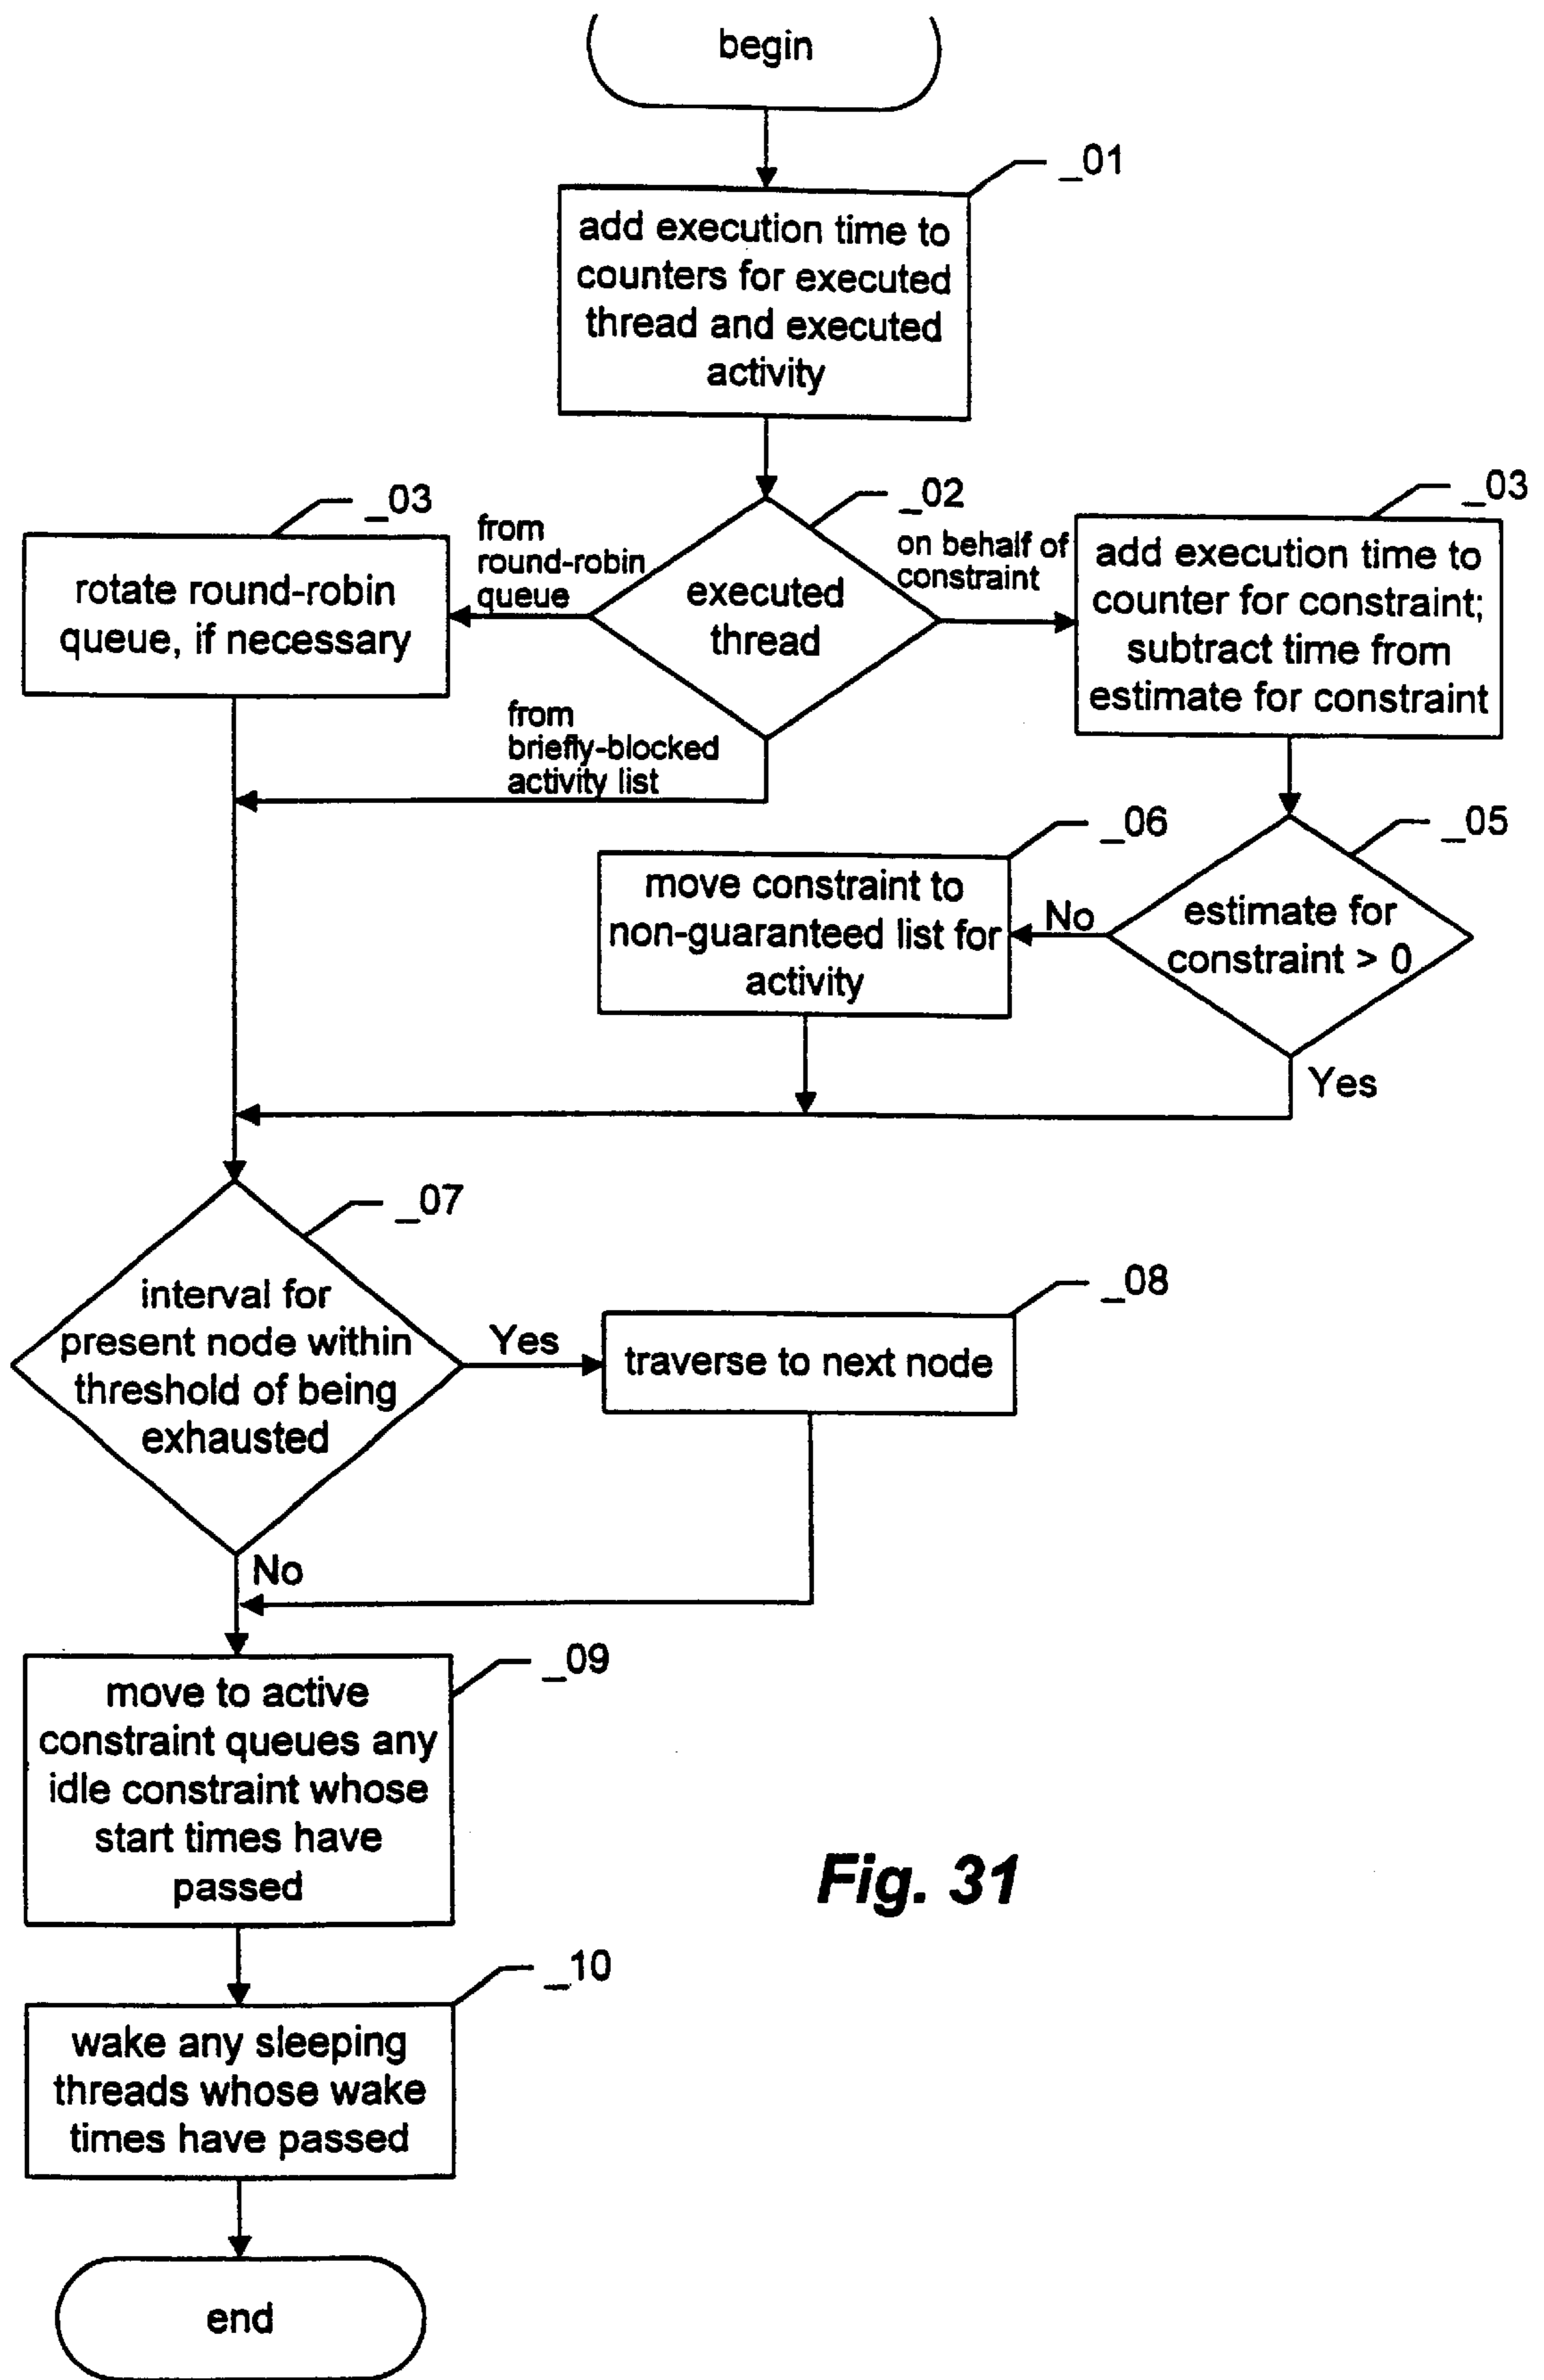 begin
_01
add execution time to
counters for executed
thread and executed
activity
_03
from
round-robin
queue
_02
on behalf of
constraint
_03
rotate round-robin
queue, if necessary
executed
thread
add execution time to
counter for constraint;
subtract time from
estimate for constraint
from
briefly-blocked
activity list
_06
_05
move constraint to
non-guaranteed list for
activity
No
estimate for
constraint > 0
Yes
_07
interval for
present node within
threshold of being
exhausted
Yes
_08
traverse to next node
No
_09
move to active
constraint queues any
idle constraint whose
start times have
passed
Fig. 31
_10
wake any sleeping
threads whose wake
times have passed
end